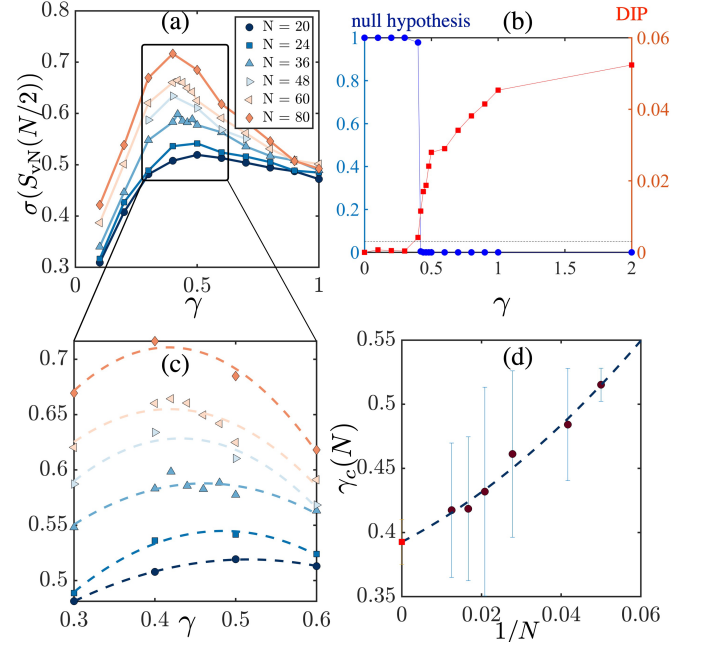 (a)
N = 20
N = 24
N = 36
N = 48
N = 60
N = 80
0.8
0.7
0.6
0.5
0.4
0.3
0
0.5
1
σ(S_vN(N/2))
γ
null hypothesis
(b)
DIP
1
0.8
0.6
0.4
0.2
0
0.06
0.04
0.02
0
0
0.5
1
1.5
2
γ
(c)
0.7
0.65
0.6
0.55
0.5
0.3
0.4
0.5
0.6
γ
(d)
0.55
0.5
0.45
0.4
0.35
0
0.02
0.04
0.06
γ_c(N)
1/N